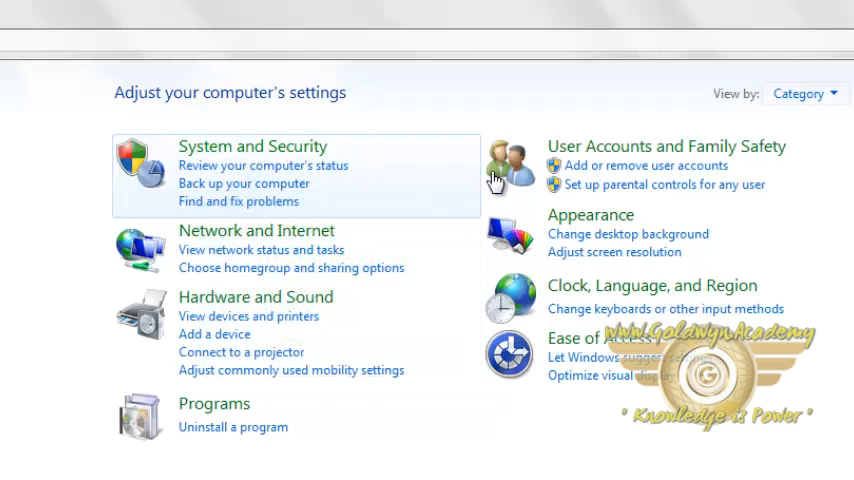 Adjust your computer's settings
View by: Category
System and Security
Review your computer's status
Back up your computer
Find and fix problems
Network and Internet
View network status and tasks
Choose homegroup and sharing options
Hardware and Sound
View devices and printers
Add a device
Connect to a projector
Adjust commonly used mobility settings
Programs
Uninstall a program
User Accounts and Family Safety
Add or remove user accounts
Set up parental controls for any user
Appearance
Change desktop background
Adjust screen resolution
Clock, Language, and Region
Change keyboards or other input methods
Ease of Access
Let Windows suggest settings
Optimize visual display
www.GoldwynAcademy
G
" Knowledge is Power "